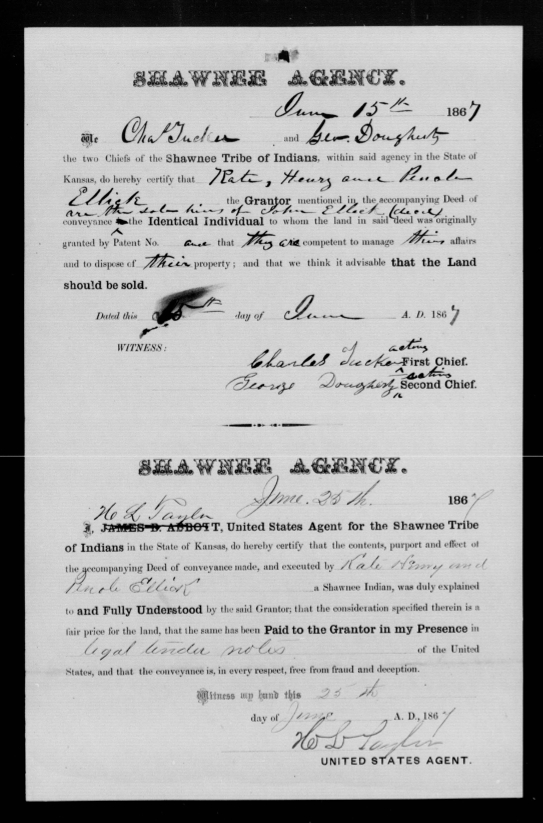 SHAWNEE AGENCY.
June 15th 1867
We Chas Tucker and Geo. Dougherty
the two Chiefs of the Shawnee Tribe of Indians, within said agency in the State of
Kansas, do hereby certify that Kate, Henry and Penole
Ellick the Grantor mentioned in the accompanying Deed of
are the sole heirs of John Ellick (decd)
conveyance the Identical Individual to whom the land in said deed was originally
granted by Patent No. and that they are competent to manage their affairs
and to dispose of their property; and that we think it advisable that the Land
should be sold.
Dated this 15th day of June A. D. 1867
WITNESS:
acting
Charles Tucker First Chief.
acting
George Dougherty Second Chief.
SHAWNEE AGENCY.
June. 25th. 1867
H L Taylor
I, JAMES B. ABBOTT, United States Agent for the Shawnee Tribe
of Indians in the State of Kansas, do hereby certify that the contents, purport and effect of
the accompanying Deed of conveyance made, and executed by Kate Henry and
Penole Ellick a Shawnee Indian, was duly explained
to and Fully Understood by the said Grantor; that the consideration specified therein is a
fair price for the land, that the same has been Paid to the Grantor in my Presence in
legal tender notes of the United
States, and that the conveyance is, in every respect, free from fraud and deception.
Witness my hand this 25th
day of June A. D., 1867
H L Taylor
UNITED STATES AGENT.